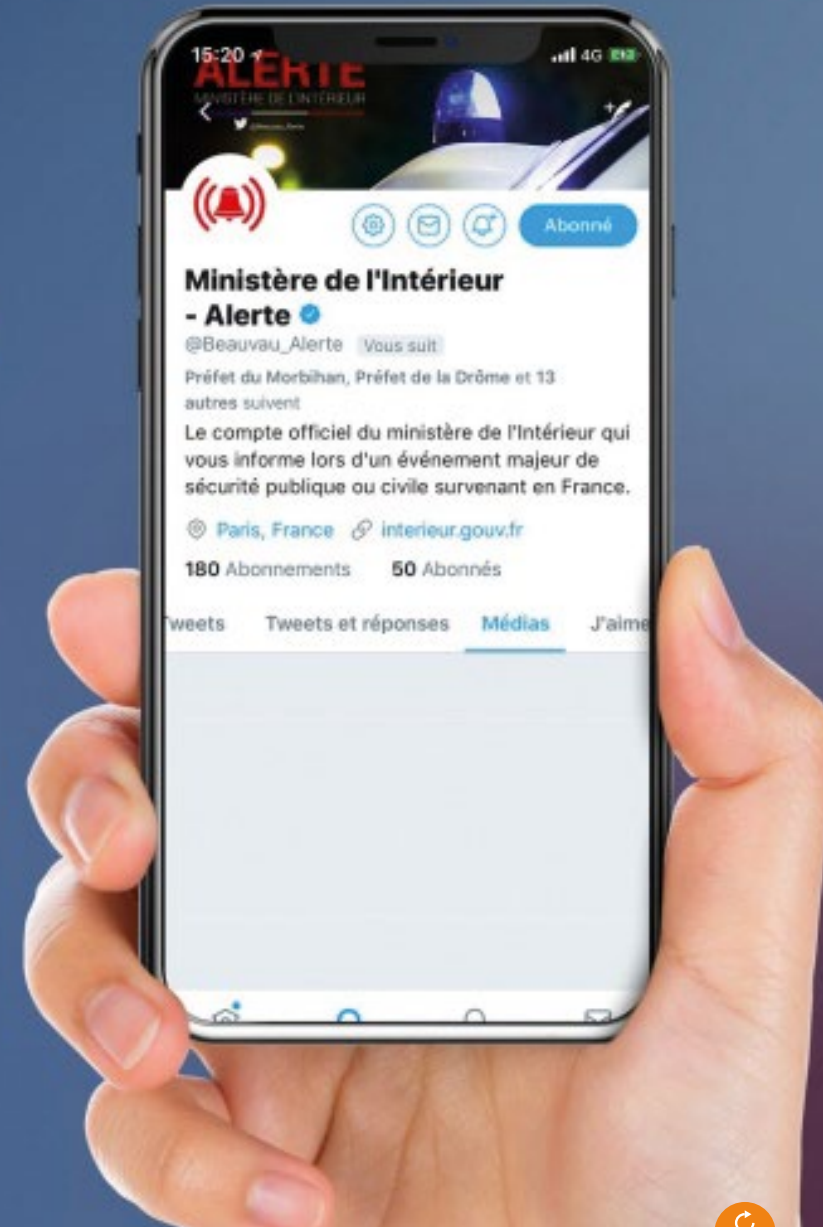 15:20
4G
ALERTE
MINISTÈRE DE L'INTÉRIEUR
Abonné
Ministère de l'Intérieur
- Alerte
@Beauvau_Alerte Vous suit
Préfet du Morbihan, Préfet de la Drôme et 13
autres suivent
Le compte officiel du ministère de l'Intérieur qui
vous informe lors d'un événement majeur de
sécurité publique ou civile survenant en France.
Paris, France interieur.gouv.fr
180 Abonnements 50 Abonnés
Tweets Tweets et réponses Médias J'aime